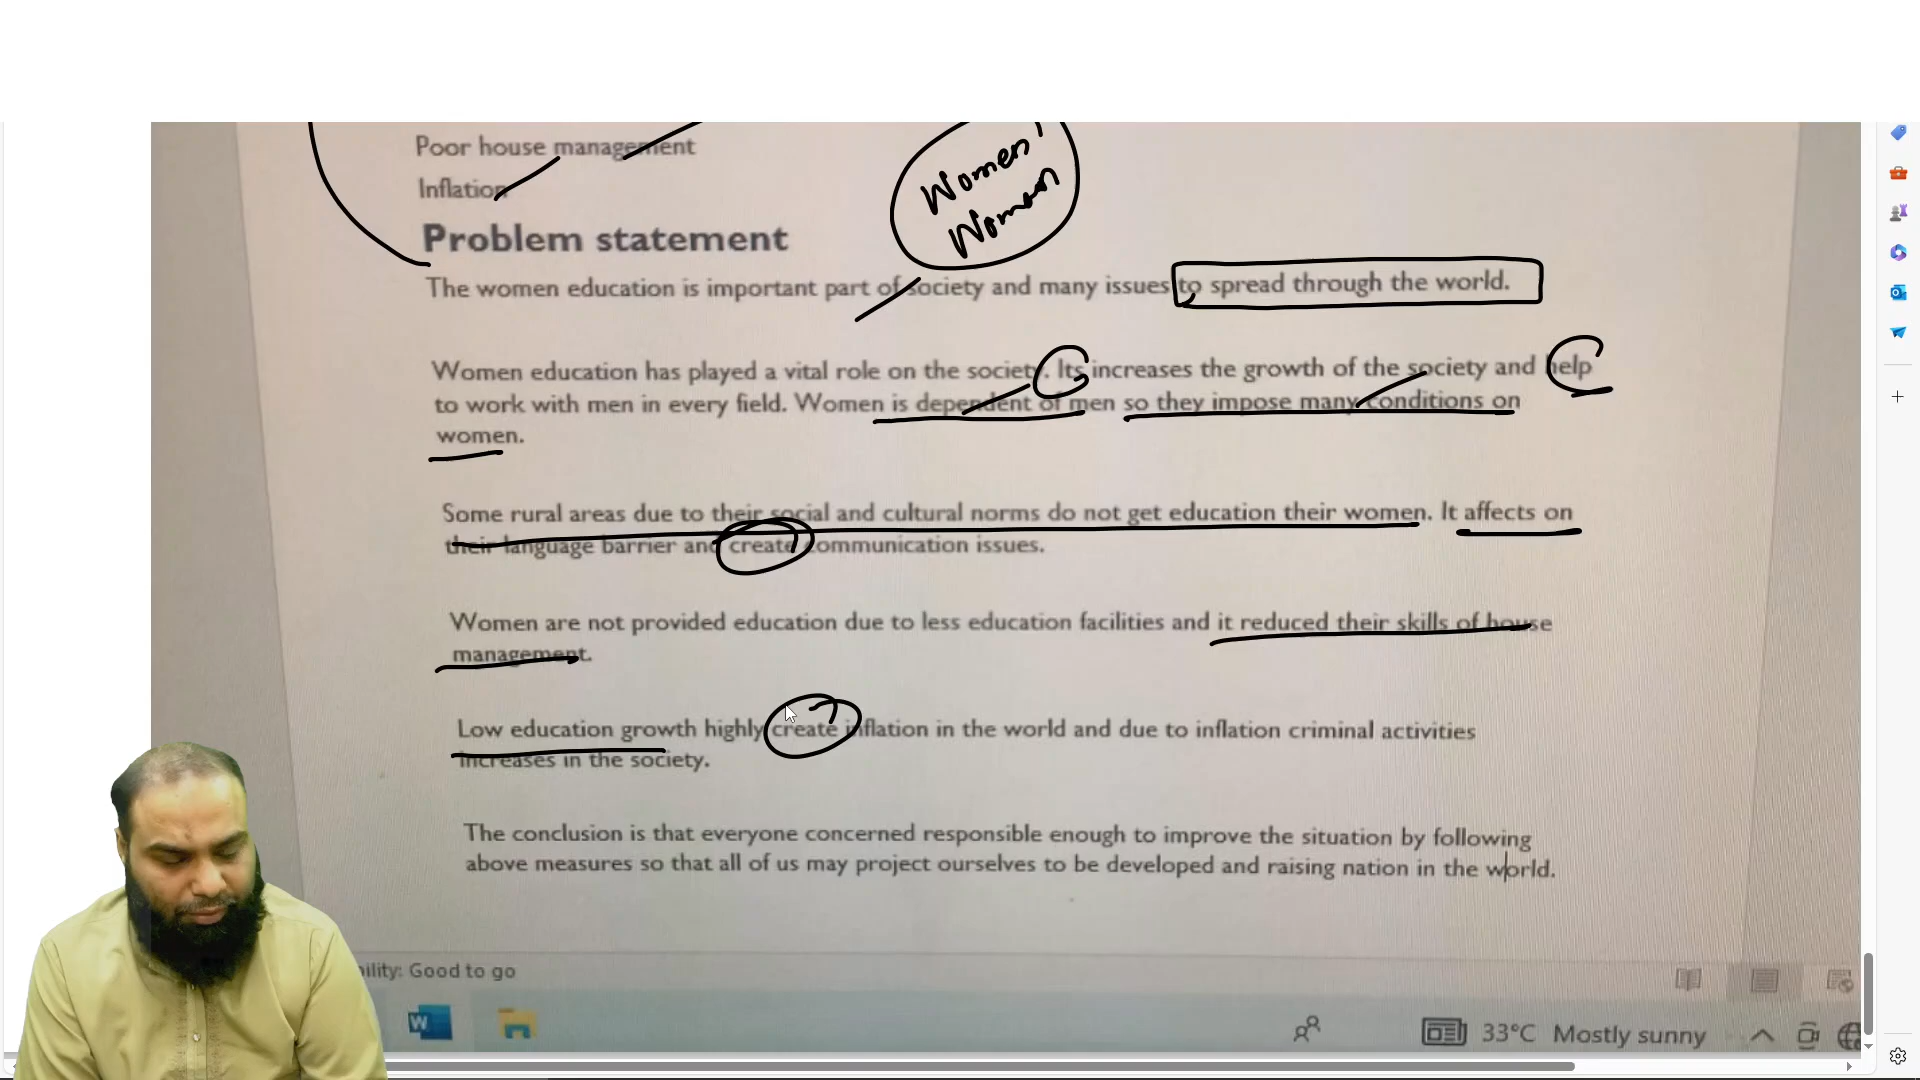 Poor house management
Inflation
Women
Women
Problem statement
The women education is important part of society and many issues to spread through the world.
Women education has played a vital role on the society. Its increases the growth of the society and help
to work with men in every field. Women is dependent of men so they impose many conditions on
women.
Some rural areas due to their social and cultural norms do not get education their women. It affects on
their language barrier and create communication issues.
Women are not provided education due to less education facilities and it reduced their skills of house
management.
Low education growth highly create inflation in the world and due to inflation criminal activities
increases in the society.
The conclusion is that everyone concerned responsible enough to improve the situation by following
above measures so that all of us may project ourselves to be developed and raising nation in the world.
ility: Good to go
W
33°C Mostly sunny